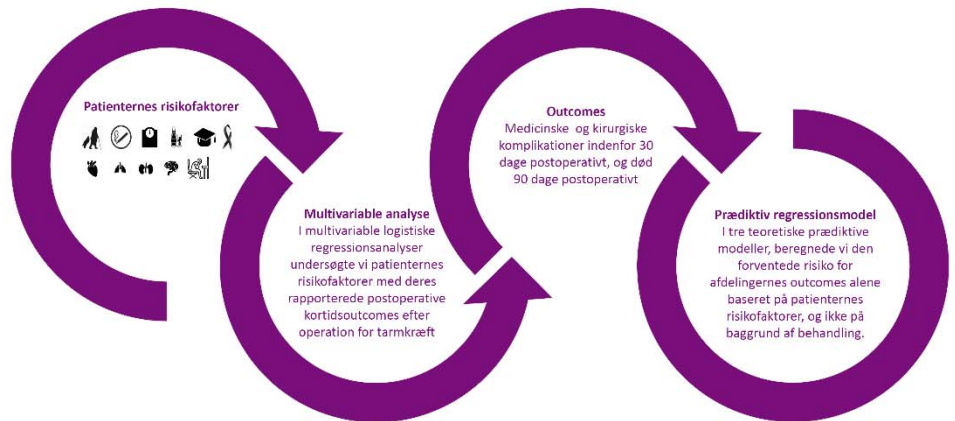 Patienternes risikofaktorer
Multivariable analyse
I multivariable logistiske
regressionsanalyser
undersøgte vi patienternes
risikofaktorer med deres
rapporterede postoperative
kortidsoutcomes efter
operation for tarmkræft
Outcomes
Medicinske og kirurgiske
komplikationer indenfor 30
dage postoperativt, og død
90 dage postoperativt
Prædiktiv regressionsmodel
I tre teoretiske prædiktive
modeller, beregnede vi den
forventede risiko for
afdelingernes outcomes alene
baseret på patienternes
risikofaktorer, og ikke på
baggrund af behandling.